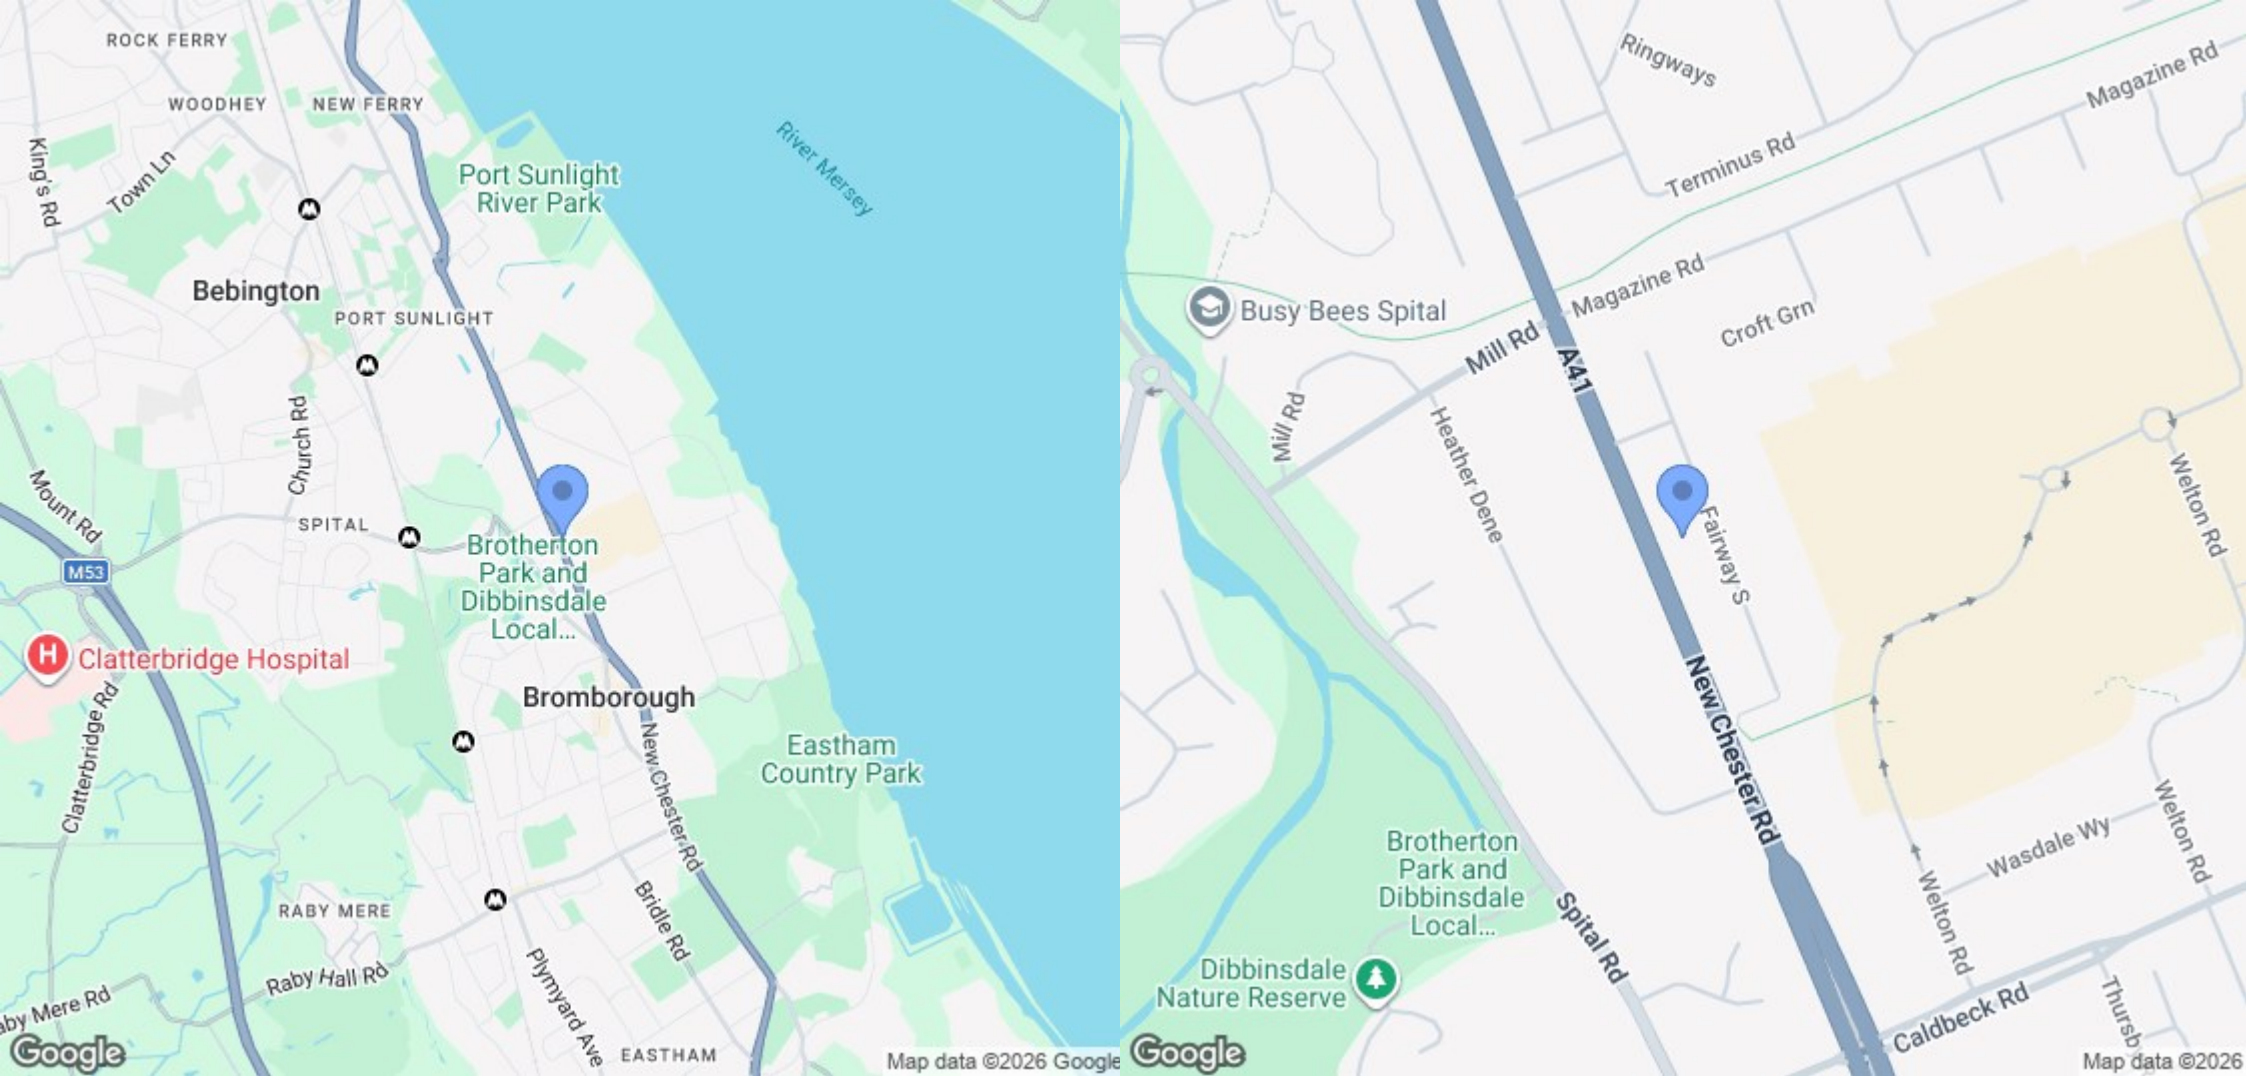 ROCK FERRY
WOODHEY
NEW FERRY
King's Rd
Town Ln
Port Sunlight
River Park
River Mersey
Bebington
PORT SUNLIGHT
Church Rd
Mount Rd
SPITAL
M53
Brotherton
Park and
Dibbinsdale
Local...
H
Clatterbridge Hospital
Clatterbridge Rd
Bromborough
New Chester Rd
Eastham
Country Park
Bridle Rd
RABY MERE
Raby Hall Rd
Plymyard Ave
aby Mere Rd
EASTHAM
Google
Map data ©2026 Google
Ringways
Magazine Rd
Terminus Rd
Magazine Rd
Busy Bees Spital
Croft Grn
Mill Rd
A41
Mill Rd
Heather Dene
Fairway S
Welton Rd
New Chester Rd
Welton Rd
Wasdale Wy
Brotherton
Park and
Dibbinsdale
Local...
Welton Rd
Spital Rd
Dibbinsdale
Nature Reserve
Caldbeck Rd
Thursb
Google
Map data ©2026